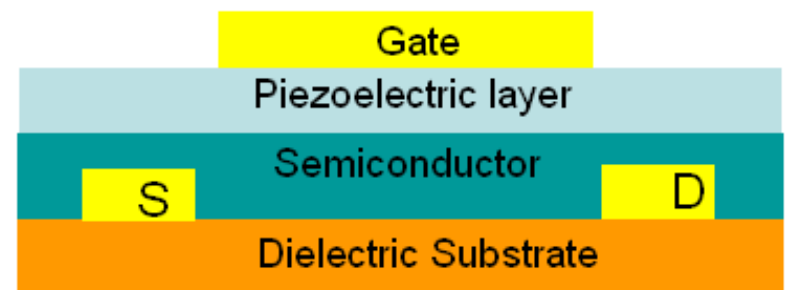 Gate
Piezoelectric layer
Semiconductor
S
D
Dielectric Substrate